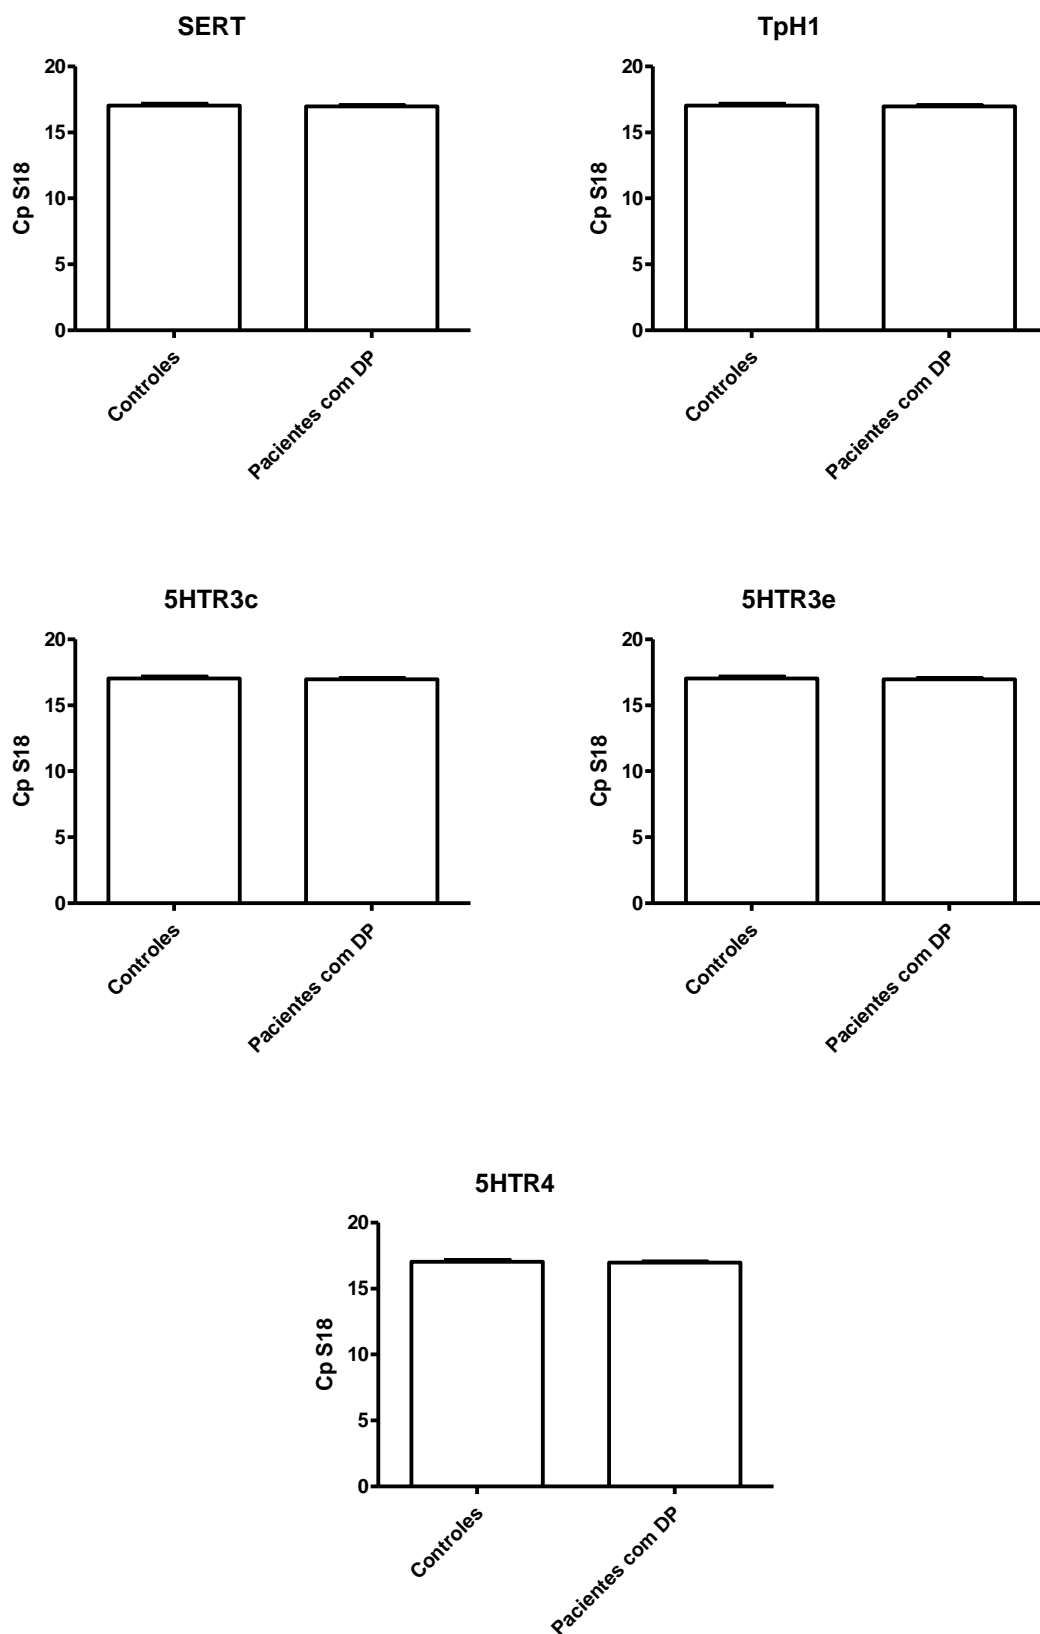 SERT
20
15
10
5
0
Cp S18
Controles
Pacientes com DP
TpH1
20
15
10
5
0
Cp S18
Controles
Pacientes com DP
5HTR3c
20
15
10
5
0
Cp S18
Controles
Pacientes com DP
5HTR3e
20
15
10
5
0
Cp S18
Controles
Pacientes com DP
5HTR4
20
15
10
5
0
Cp S18
Controles
Pacientes com DP